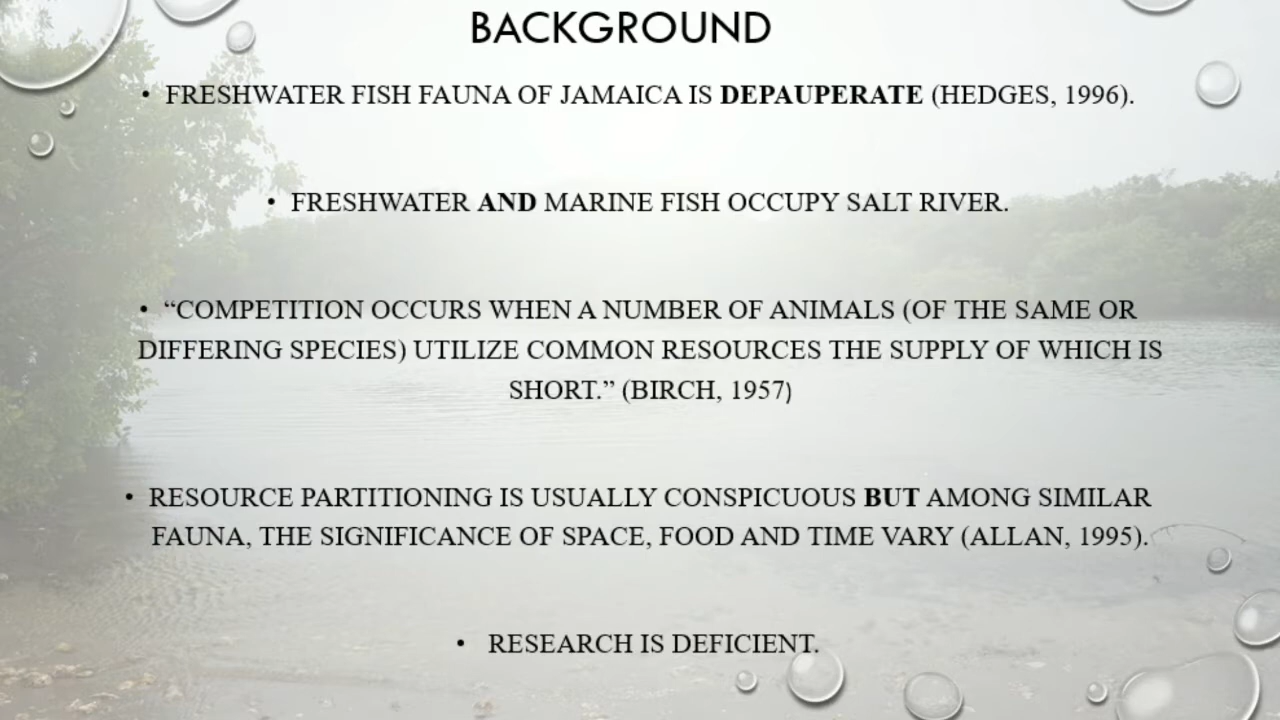 BACKGROUND
• FRESHWATER FISH FAUNA OF JAMAICA IS DEPAUPERATE (HEDGES, 1996).
• FRESHWATER AND MARINE FISH OCCUPY SALT RIVER.
• “COMPETITION OCCURS WHEN A NUMBER OF ANIMALS (OF THE SAME OR
DIFFERING SPECIES) UTILIZE COMMON RESOURCES THE SUPPLY OF WHICH IS
SHORT.” (BIRCH, 1957)
• RESOURCE PARTITIONING IS USUALLY CONSPICUOUS BUT AMONG SIMILAR
FAUNA, THE SIGNIFICANCE OF SPACE, FOOD AND TIME VARY (ALLAN, 1995).
• RESEARCH IS DEFICIENT.